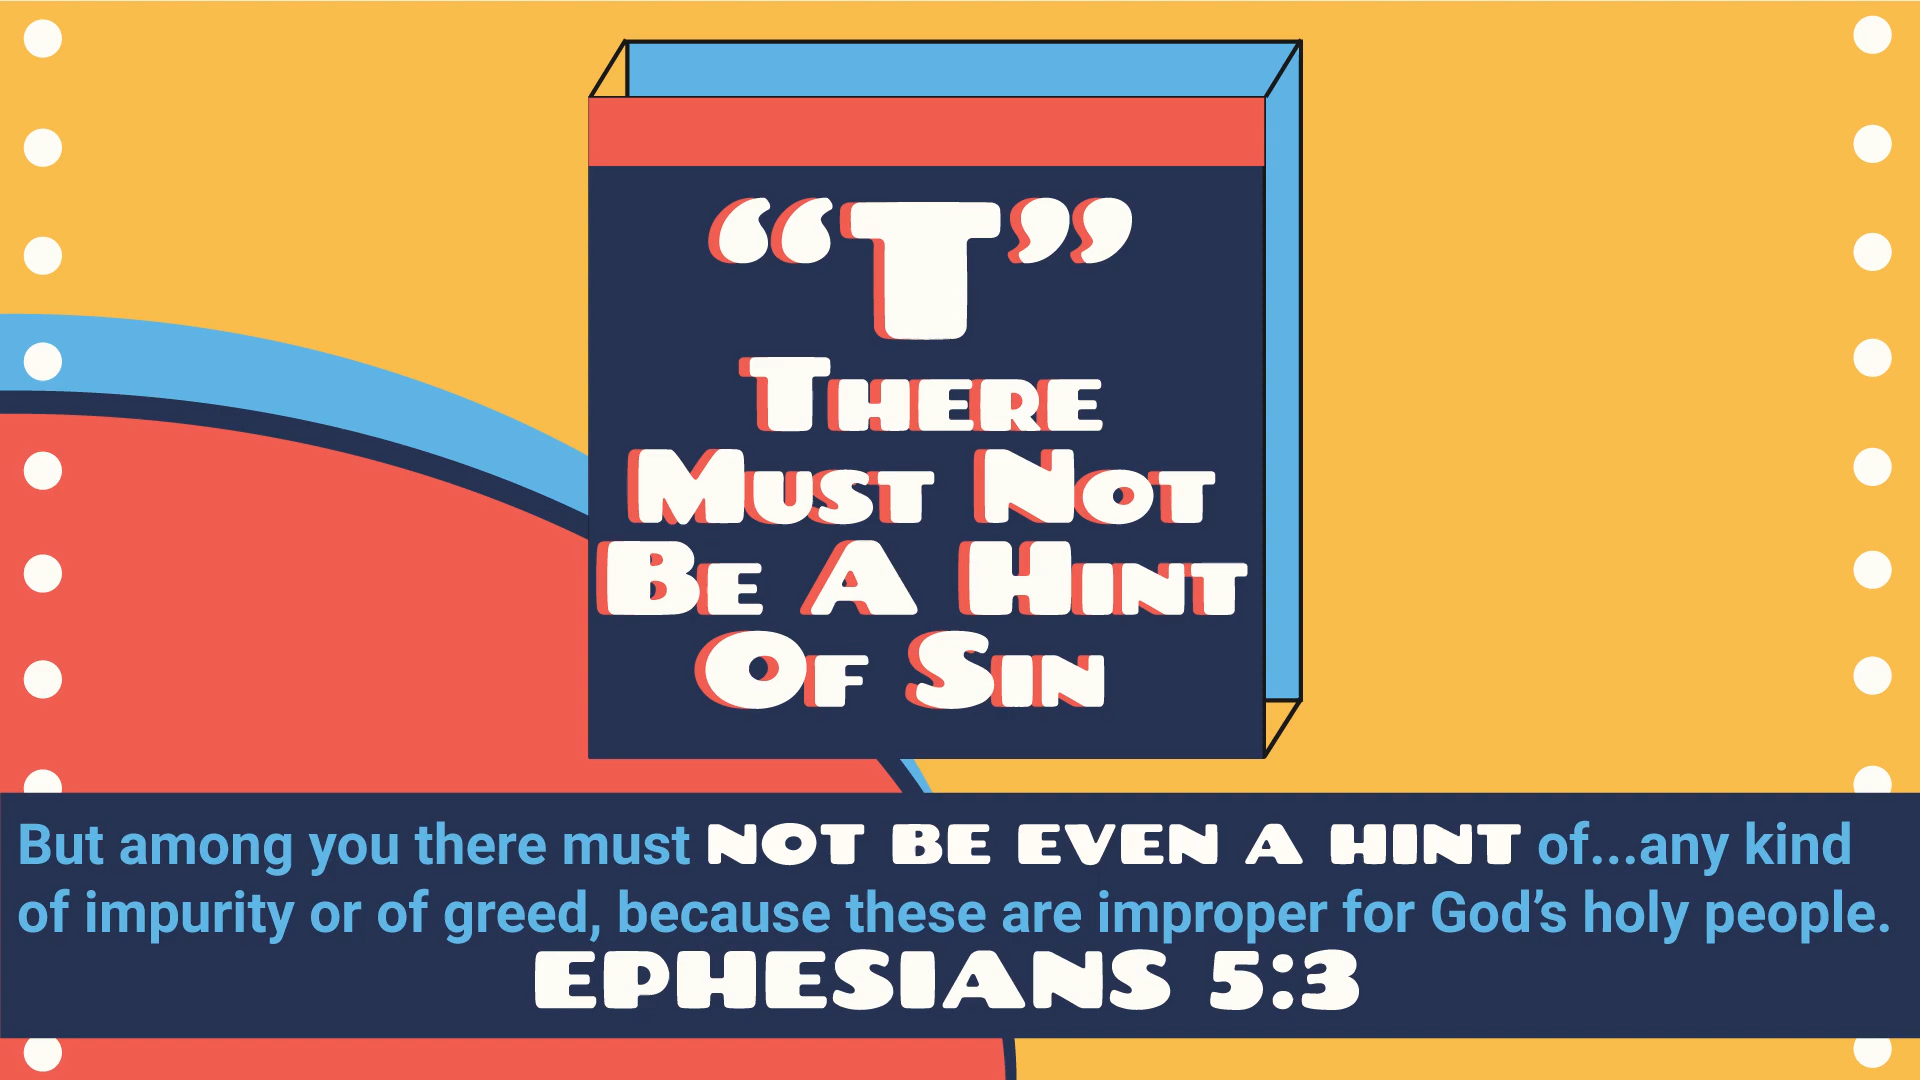 “T”
There
Must Not
Be A Hint
Of Sin
But among you there must NOT BE EVEN A HINT of...any kind
of impurity or of greed, because these are improper for God’s holy people.
EPHESIANS 5:3